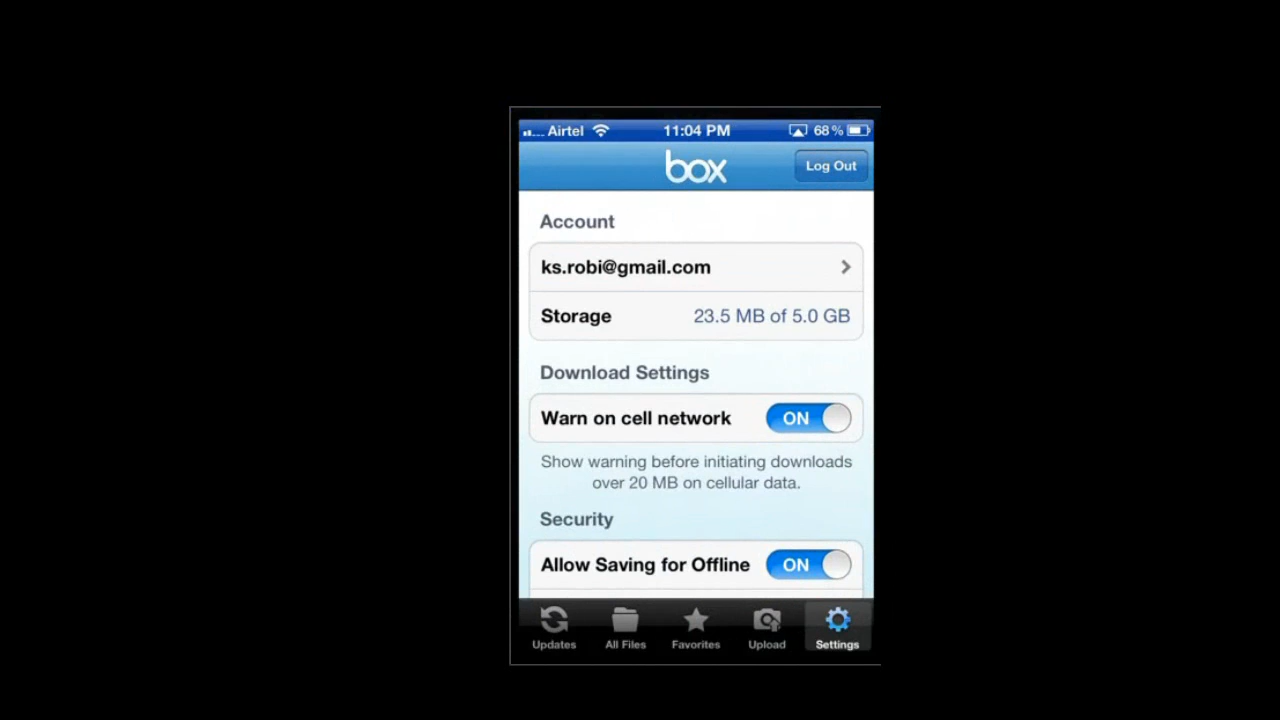 Airtel 11:04 PM 68%
box Log Out
Account
ks.robi@gmail.com
Storage 23.5 MB of 5.0 GB
Download Settings
Warn on cell network ON
Show warning before initiating downloads
over 20 MB on cellular data.
Security
Allow Saving for Offline ON
Updates All Files Favorites Upload Settings